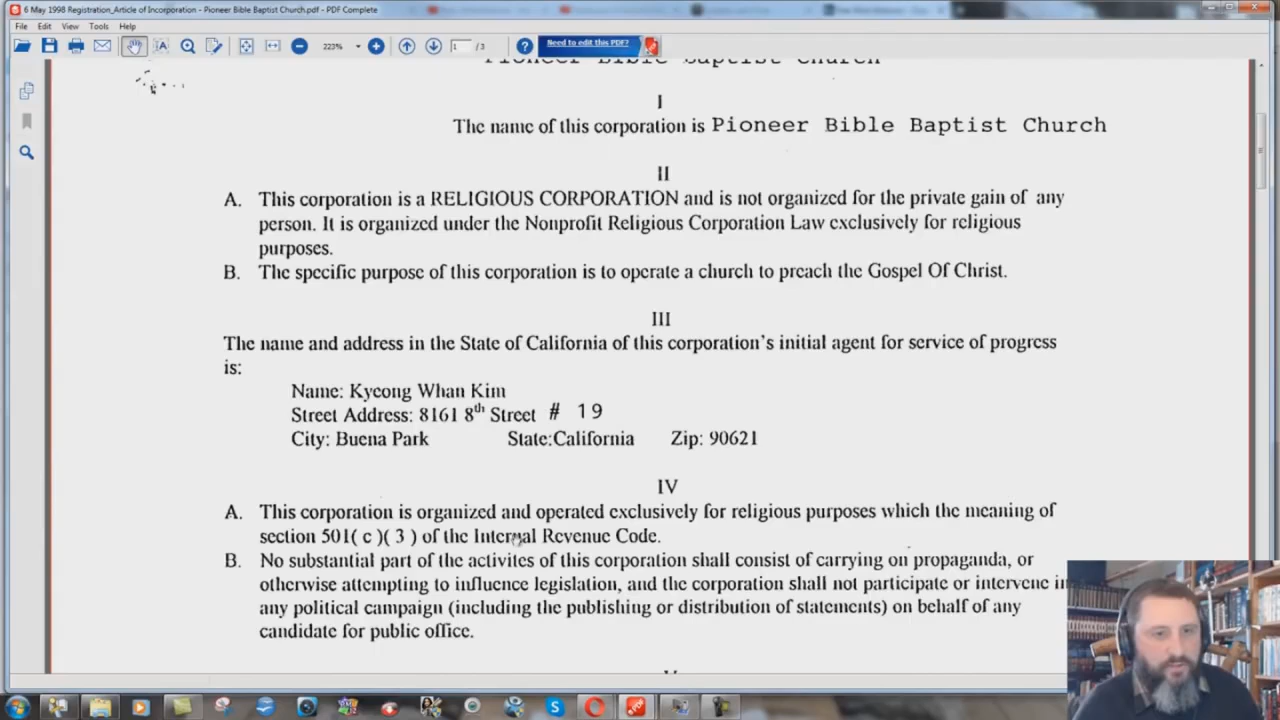 6 May 1998 Registration_Article of Incorporation - Pioneer Bible Baptist Church.pdf - PDF Complete
File Edit View Tools Help
223% 1 / 3 Need to edit this PDF?
Pioneer Bible Baptist Church
I
The name of this corporation is Pioneer Bible Baptist Church
II
A. This corporation is a RELIGIOUS CORPORATION and is not organized for the private gain of any
person. It is organized under the Nonprofit Religious Corporation Law exclusively for religious
purposes.
B. The specific purpose of this corporation is to operate a church to preach the Gospel Of Christ.
III
The name and address in the State of California of this corporation's initial agent for service of progress
is:
Name: Kyeong Whan Kim
Street Address: 8161 8th Street # 19
City: Buena Park State:California Zip: 90621
IV
A. This corporation is organized and operated exclusively for religious purposes which the meaning of
section 501( c )( 3 ) of the Internal Revenue Code.
B. No substantial part of the activites of this corporation shall consist of carrying on propaganda, or
otherwise attempting to influence legislation, and the corporation shall not participate or intervene in
any political campaign (including the publishing or distribution of statements) on behalf of any
candidate for public office.